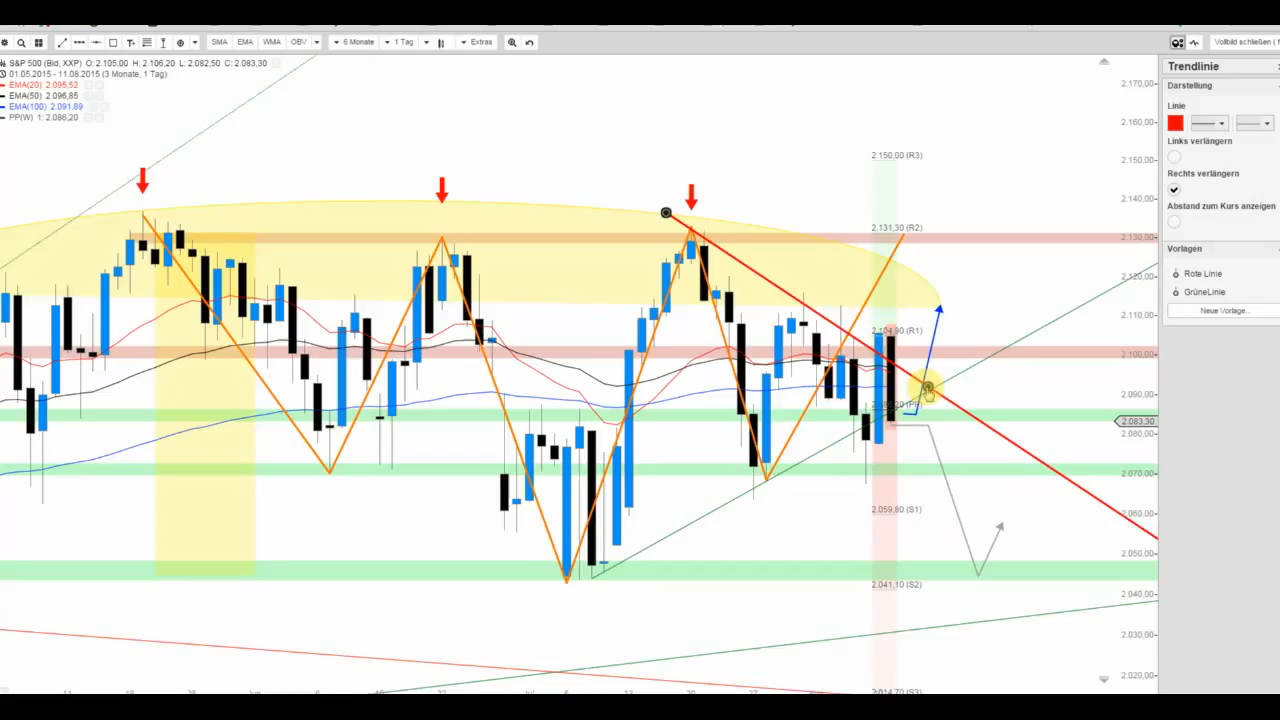 SMA EMA WMA OBV 6 Monate 1 Tag Extras
Vollbild schließen (
S&P 500 (Bid, XXP) O: 2.105,00 H: 2.106,20 L: 2.082,50 C: 2.083,30
01.05.2015 - 11.08.2015 (3 Monate, 1 Tag)
EMA(20) 2.095,52
EMA(50) 2.096,85
EMA(100) 2.091,89
PP(W) 1: 2.086,20
2.150,00 (R3)
2.131,30 (R2)
2.104,90 (R1)
2.059,80 (S1)
2.041,10 (S2)
2.014,70 (S3)
2.170,00
2.160,00
2.150,00
2.140,00
2.130,00
2.120,00
2.110,00
2.100,00
2.090,00
2.083,30
2.080,00
2.070,00
2.060,00
2.050,00
2.040,00
2.030,00
2.020,00
Trendlinie
Darstellung
Linie
Links verlängern
Rechts verlängern
Abstand zum Kurs anzeigen
Vorlagen
Rote Linie
GrüneLinie
Neue Vorlage...